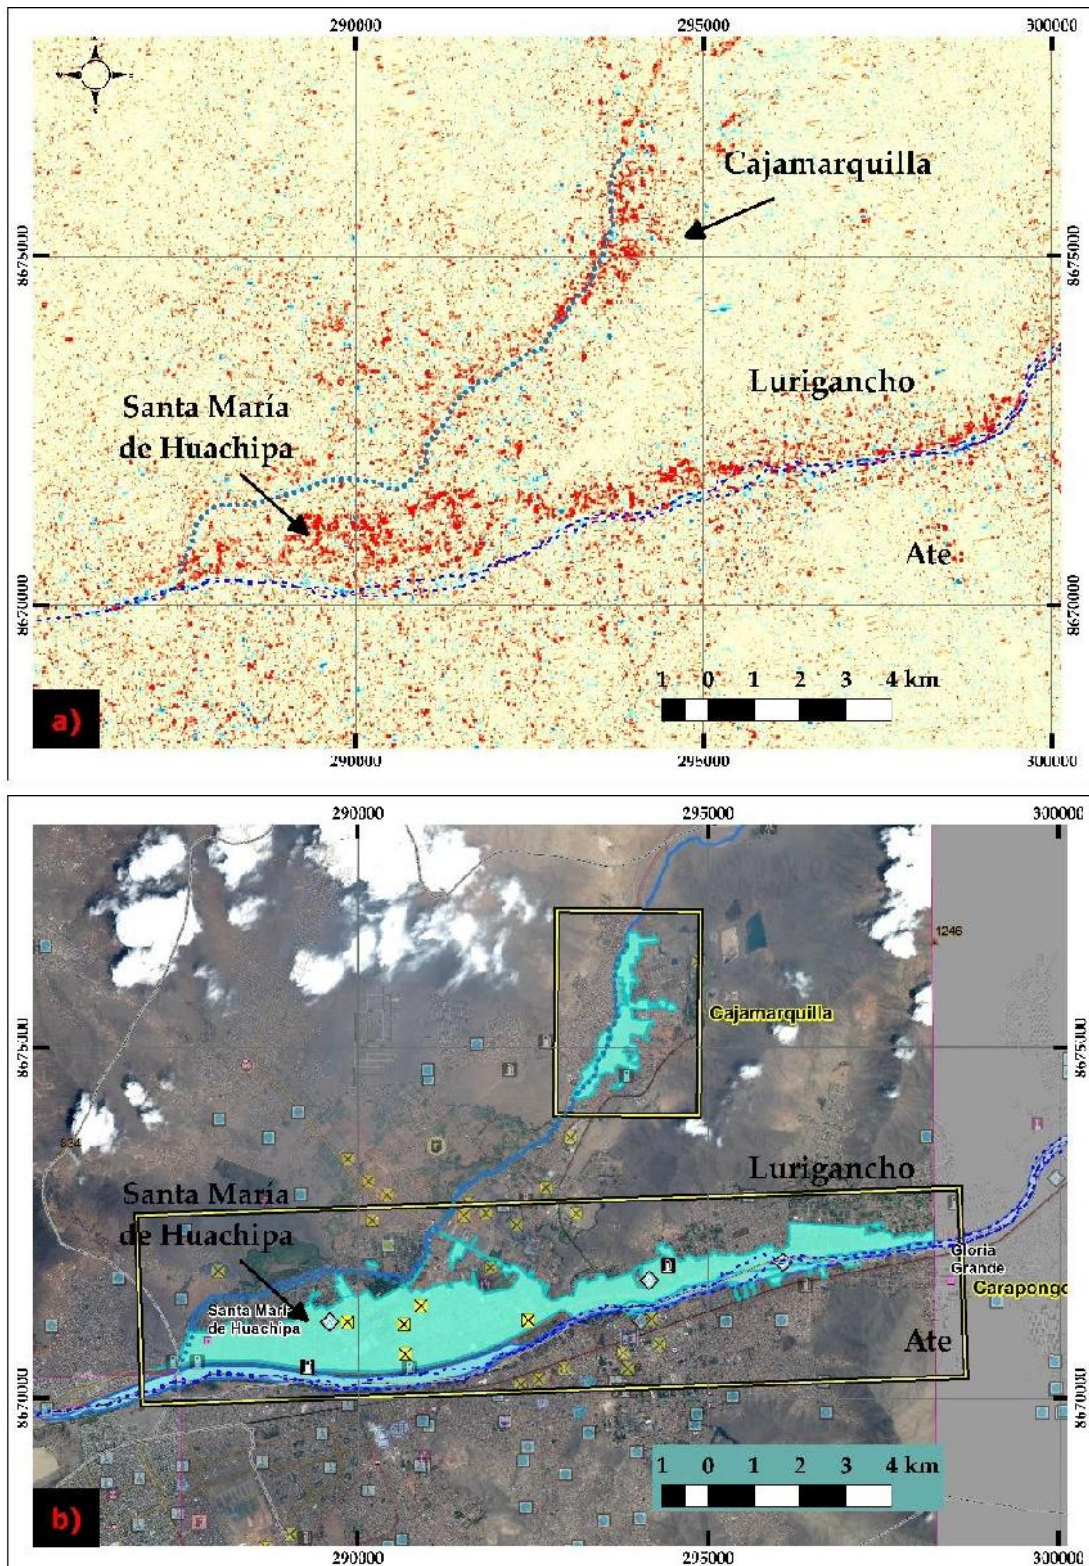 290000
295000
300000
Cajamarquilla
8675000
8675000
Lurigancho
Santa María
de Huachipa
Ate
8670000
8670000
1 0 1 2 3 4 km
a)
290000
295000
300000
290000
295000
300000
1246
Cajamarquilla
8675000
8675000
834
Lurigancho
Santa María
de Huachipa
Gloria
Grande
Carapongo
Santa Marí
de Huachipa
Ate
8670000
8670000
1 0 1 2 3 4 km
b)
290000
295000
300000